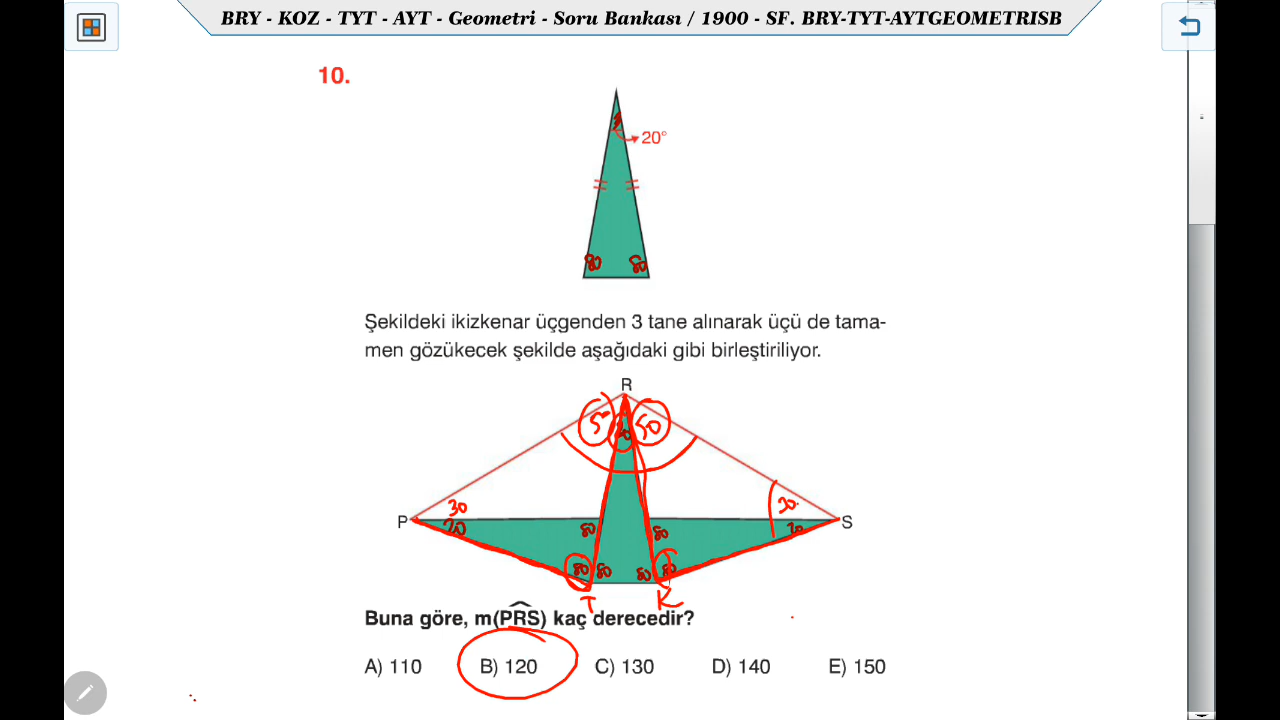 BRY - KOZ - TYT - AYT - Geometri - Soru Bankası / 1900 - SF. BRY-TYT-AYTGEOMETRISB
10.
20°
80 80
Şekildeki ikizkenar üçgenden 3 tane alınarak üçü de tama-
men gözükecek şekilde aşağıdaki gibi birleştiriliyor.
R
50 20 50
30 30
P 20 80 80 20 S
80 80 80 80
T K
Buna göre, m(PRS) kaç derecedir?
A) 110 B) 120 C) 130 D) 140 E) 150